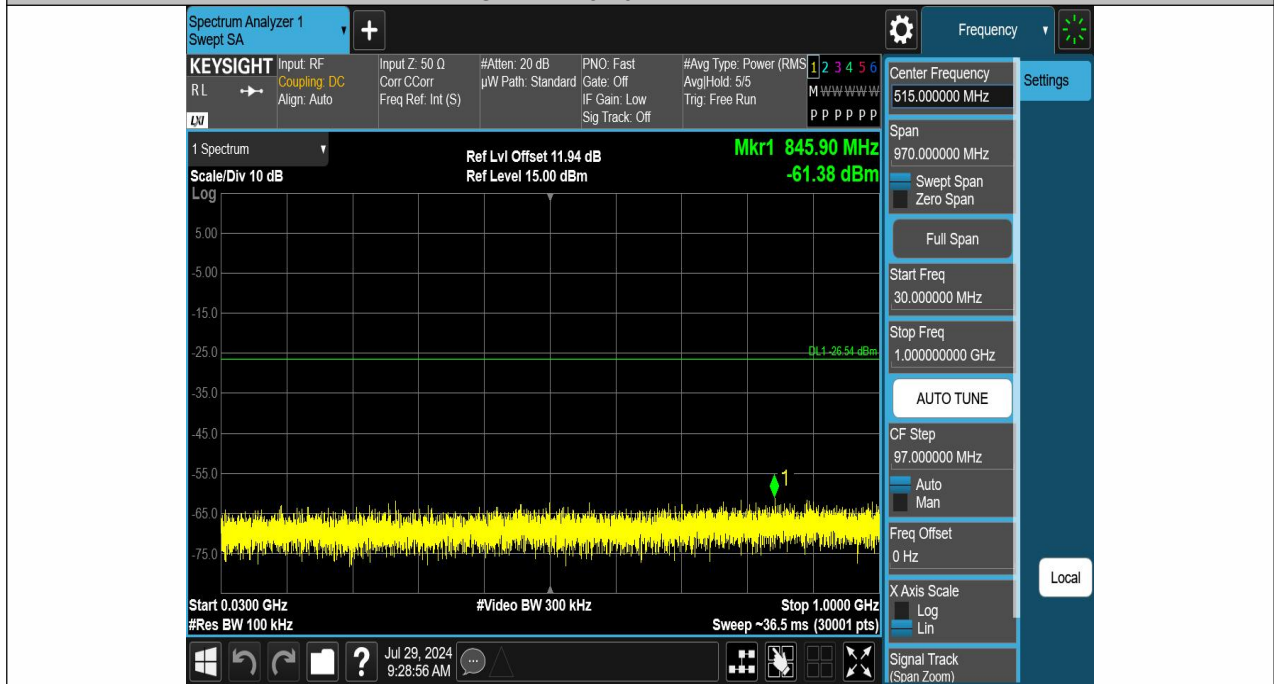 Spectrum Analyzer 1
Swept SA
+
Frequency
KEYSIGHT
R L
LXI
Input: RF
Coupling: DC
Align: Auto
Input Z: 50 Ω
Corr CCorr
Freq Ref: Int (S)
#Atten: 20 dB
µW Path: Standard
PNO: Fast
Gate: Off
IF Gain: Low
Sig Track: Off
#Avg Type: Power (RMS
Avg|Hold: 5/5
Trig: Free Run
1 2 3 4 5 6
M W W W W W
P P P P P P
1 Spectrum
Scale/Div 10 dB
Log
Ref Lvl Offset 11.94 dB
Ref Level 15.00 dBm
Mkr1 845.90 MHz
-61.38 dBm
5.00
-5.00
-15.0
-25.0
DL1 -26.54 dBm
-35.0
-45.0
-55.0
1
-65.0
-75.0
Start 0.0300 GHz
#Res BW 100 kHz
#Video BW 300 kHz
Stop 1.0000 GHz
Sweep ~36.5 ms (30001 pts)
?
Jul 29, 2024
9:28:56 AM
Center Frequency
515.000000 MHz
Span
970.000000 MHz
Swept Span
Zero Span
Full Span
Start Freq
30.000000 MHz
Stop Freq
1.000000000 GHz
AUTO TUNE
CF Step
97.000000 MHz
Auto
Man
Freq Offset
0 Hz
X Axis Scale
Log
Lin
Signal Track
(Span Zoom)
Settings
Local